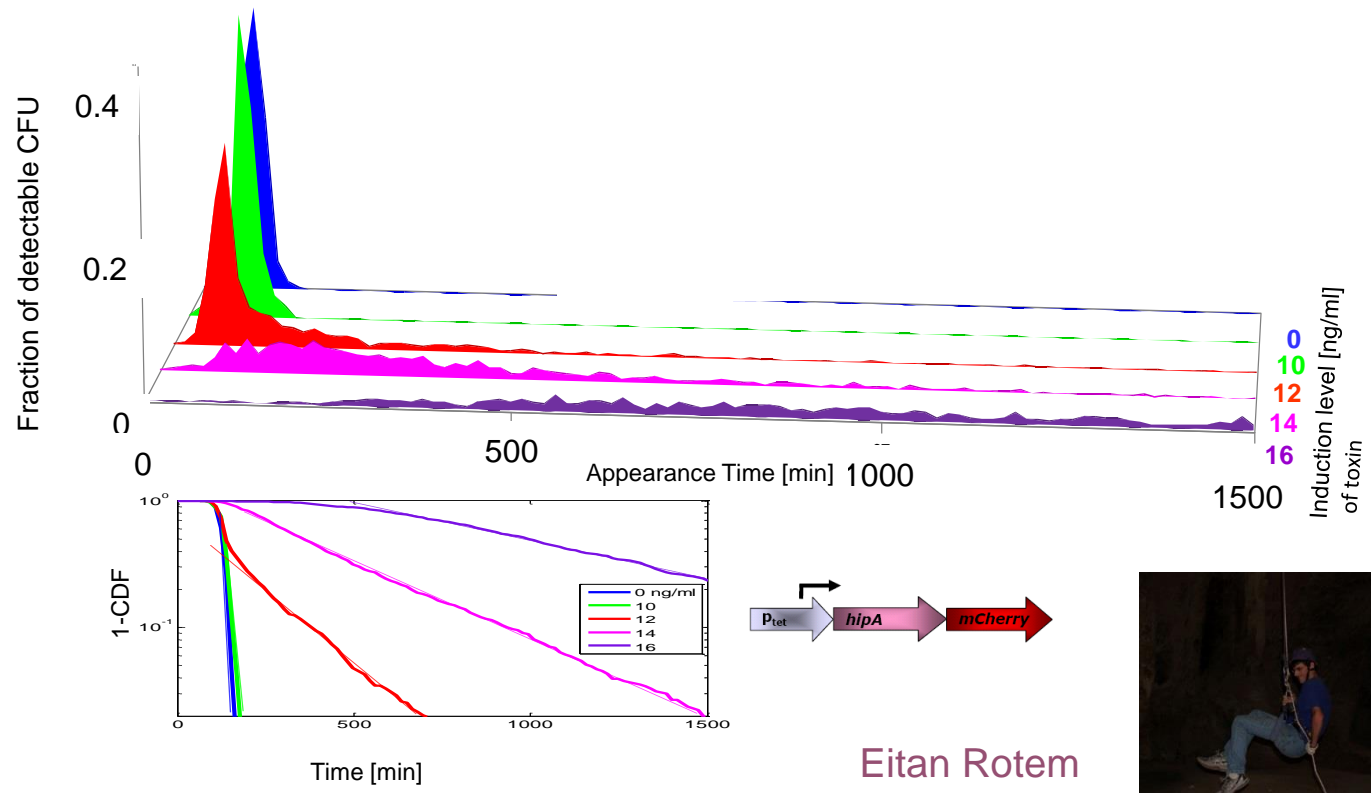 Fraction of detectable CFU
0.4
0.2
0
0
500
1000
1500
Appearance Time [min]
0
10
12
14
16
Induction level [ng/ml]
of toxin
10⁰
10⁻¹
1-CDF
0 ng/ml
10
12
14
16
0
500
1000
1500
Time [min]
Ptet
hipA
mCherry
Eitan Rotem